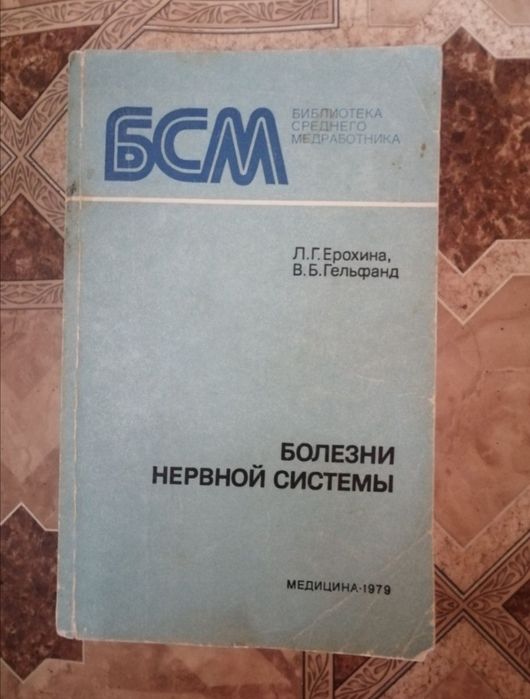 БСМ
БИБЛИОТЕКА
СРЕДНЕГО
МЕДРАБОТНИКА
Л.Г.Ерохина,
В.Б.Гельфанд
БОЛЕЗНИ
НЕРВНОЙ СИСТЕМЫ
МЕДИЦИНА·1979